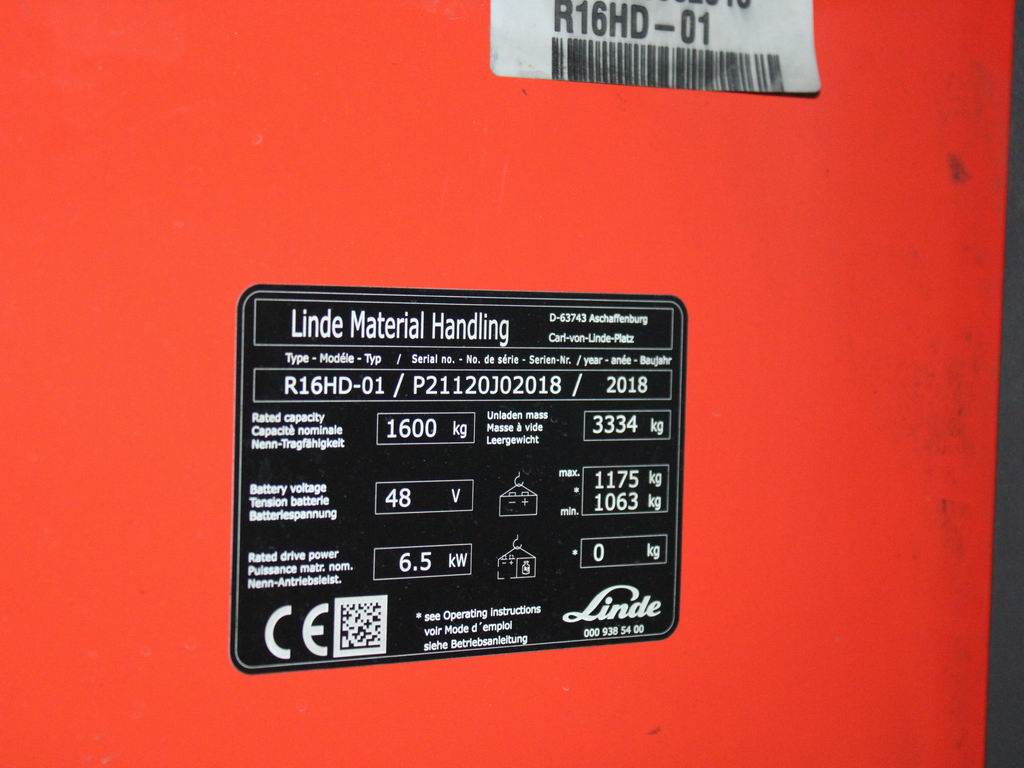 R16HD-01
Linde Material Handling
D-63743 Aschaffenburg
Carl-von-Linde-Platz
Type - Modéle - Typ / Serial no. - No. de série - Serien-Nr. / year - anée - Baujahr
R16HD-01 / P21120J02018 / 2018
Rated capacity
Capacité nominale
Nenn-Tragfähigkeit
1600 kg
Unladen mass
Masse à vide
Leergewicht
3334 kg
Battery voltage
Tension batterie
Batteriespannung
48 V
- +
max. 1175 kg
*
min. 1063 kg
Rated drive power
Puissance matr. nom.
Nenn-Antriebsleist.
6.5 kW
- + kg
* 0 kg
CE
* see Operating instructions
voir Mode d´emploi
siehe Betriebsanleitung
Linde
000 938 54 00